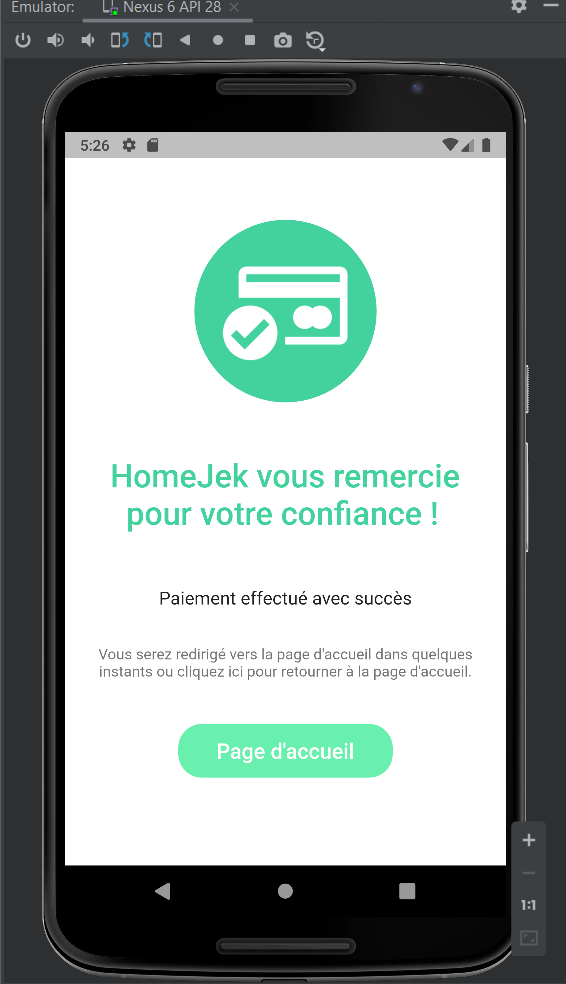 Emulator: Nexus 6 API 28
5:26
HomeJek vous remercie
pour votre confiance !
Paiement effectué avec succès
Vous serez redirigé vers la page d'accueil dans quelques
instants ou cliquez ici pour retourner à la page d'accueil.
Page d'accueil
1:1